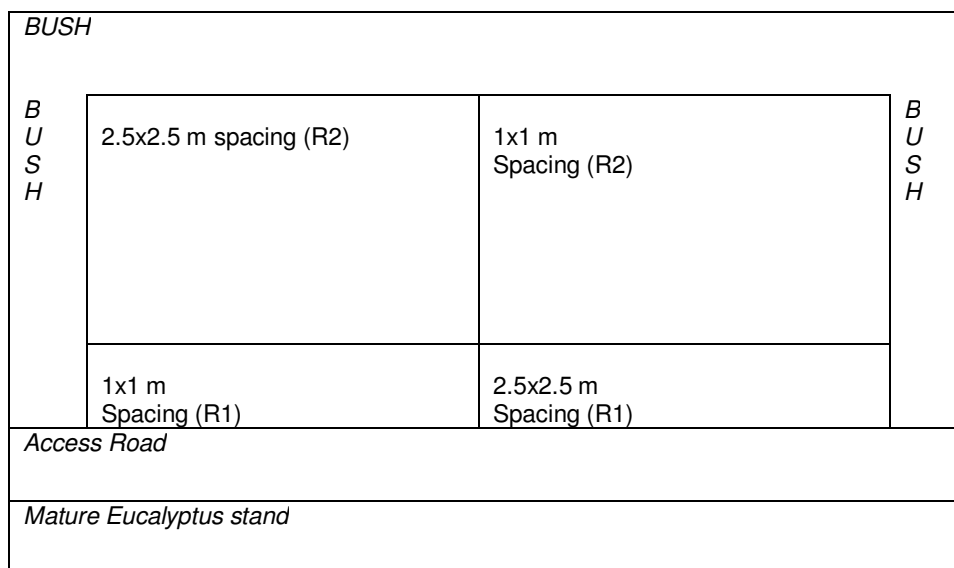 BUSH
B
U
S
H
2.5x2.5 m spacing (R2)
1x1 m
Spacing (R2)
B
U
S
H
1x1 m
Spacing (R1)
2.5x2.5 m
Spacing (R1)
Access Road
Mature Eucalyptus stand